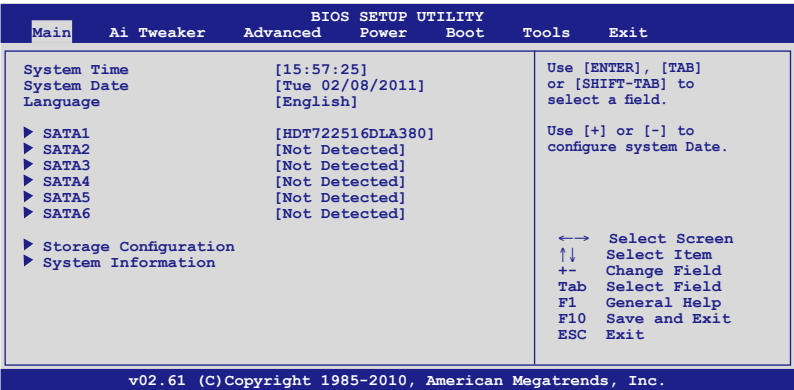 BIOS SETUP UTILITY
Main Ai Tweaker Advanced Power Boot Tools Exit
System Time [15:57:25]
System Date [Tue 02/08/2011]
Language [English]
SATA1 [HDT722516DLA380]
SATA2 [Not Detected]
SATA3 [Not Detected]
SATA4 [Not Detected]
SATA5 [Not Detected]
SATA6 [Not Detected]
Storage Configuration
System Information
Use [ENTER], [TAB]
or [SHIFT-TAB] to
select a field.
Use [+] or [-] to
configure system Date.
←→ Select Screen
↑↓ Select Item
+- Change Field
Tab Select Field
F1 General Help
F10 Save and Exit
ESC Exit
v02.61 (C)Copyright 1985-2010, American Megatrends, Inc.